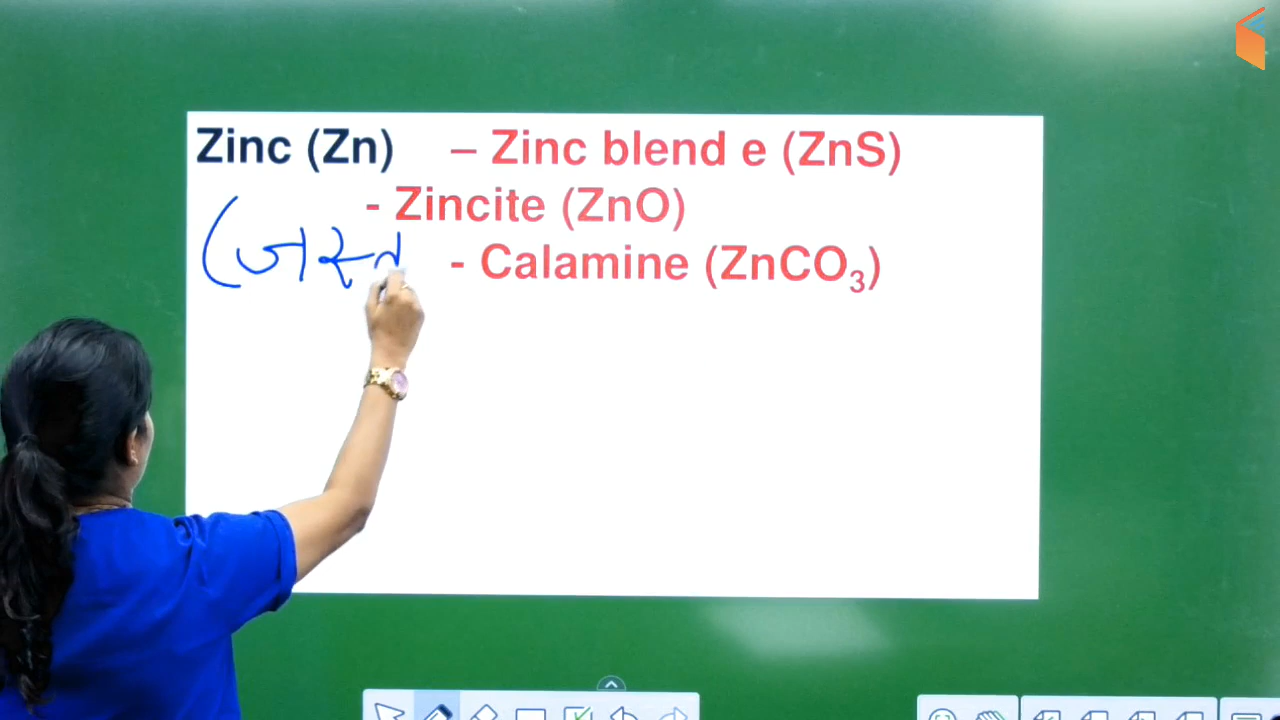 Zinc (Zn) – Zinc blend e (ZnS)
- Zincite (ZnO)
- Calamine (ZnCO₃)